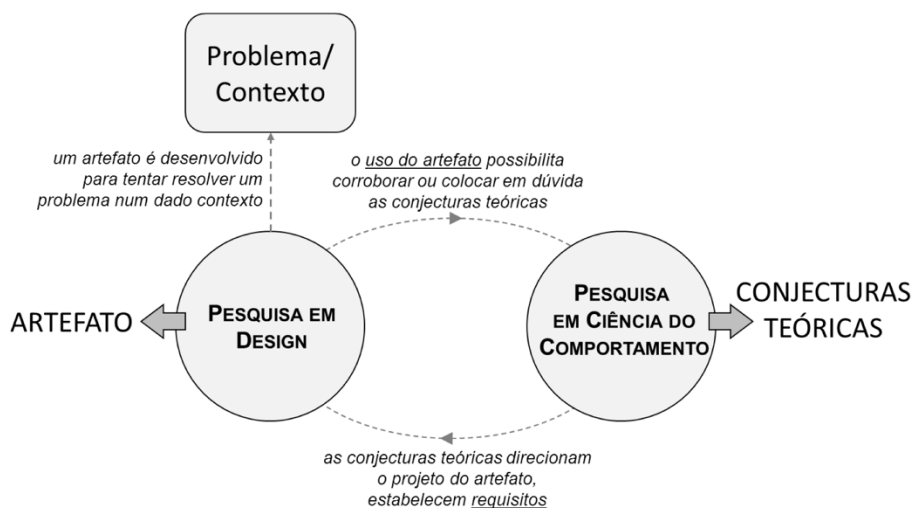 Problema/
Contexto
um artefato é desenvolvido
para tentar resolver um
problema num dado contexto
o uso do artefato possibilita
corroborar ou colocar em dúvida
as conjecturas teóricas
ARTEFATO
PESQUISA EM
DESIGN
PESQUISA
EM CIÊNCIA DO
COMPORTAMENTO
CONJECTURAS
TEÓRICAS
as conjecturas teóricas direcionam
o projeto do artefato,
estabelecem requisitos